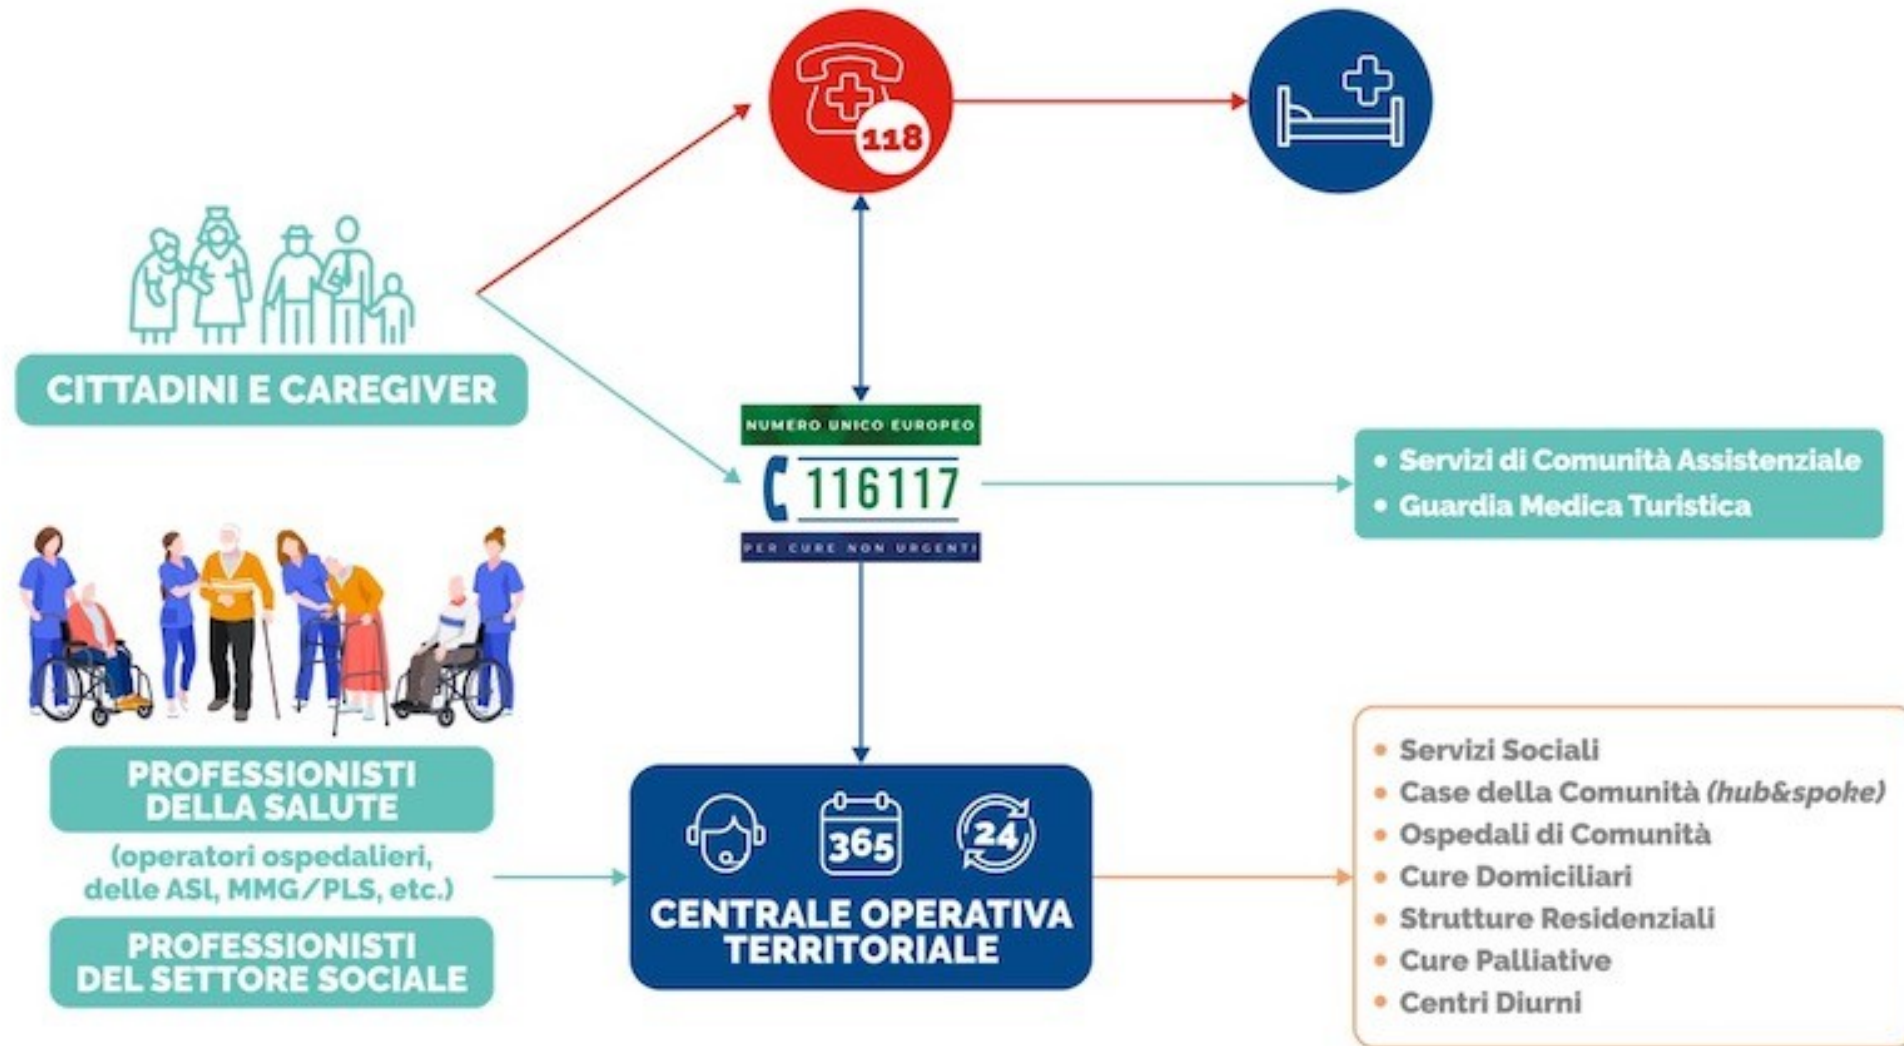 118
CITTADINI E CAREGIVER
NUMERO UNICO EUROPEO
116117
PER CURE NON URGENTI
• Servizi di Comunità Assistenziale
• Guardia Medica Turistica
PROFESSIONISTI
DELLA SALUTE
(operatori ospedalieri,
delle ASL, MMG/PLS, etc.)
PROFESSIONISTI
DEL SETTORE SOCIALE
365
24
CENTRALE OPERATIVA
TERRITORIALE
• Servizi Sociali
• Case della Comunità (hub&spoke)
• Ospedali di Comunità
• Cure Domiciliari
• Strutture Residenziali
• Cure Palliative
• Centri Diurni